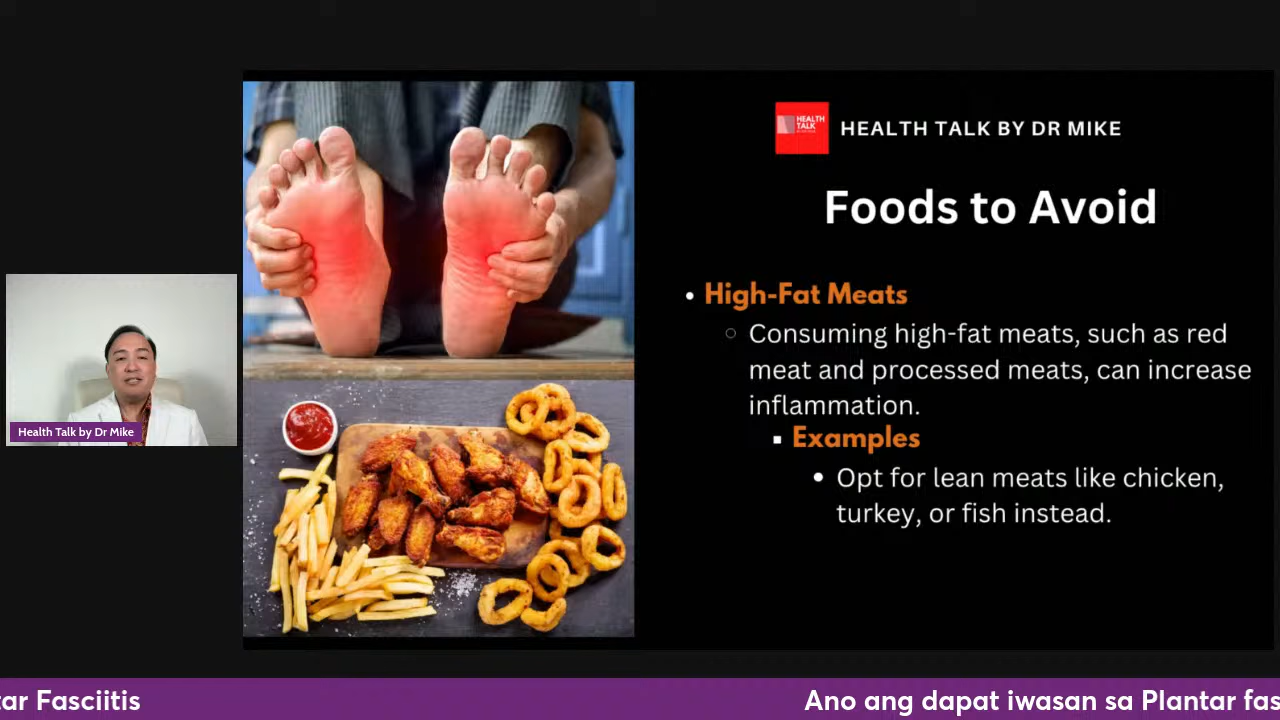 HEALTH
TALK
HEALTH TALK BY DR MIKE
Foods to Avoid
• High-Fat Meats
○ Consuming high-fat meats, such as red
meat and processed meats, can increase
inflammation.
▪ Examples
• Opt for lean meats like chicken,
turkey, or fish instead.
Health Talk by Dr Mike
tar Fasciitis
Ano ang dapat iwasan sa Plantar fas